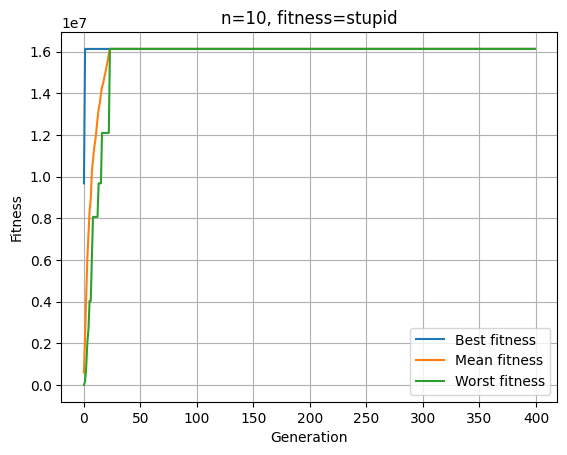 n=10, fitness=stupid
1e7
1.6
1.4
1.2
1.0
0.8
0.6
0.4
0.2
0.0
Fitness
0 50 100 150 200 250 300 350 400
Generation
Best fitness
Mean fitness
Worst fitness